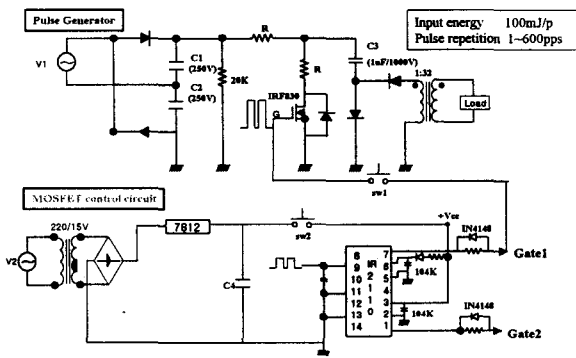 Pulse Generator
Input energy 100mJ/p
Pulse repetition 1~600pps
V1
C1
(250V)
C2
(250V)
20K
R
R
IRF830
G
C3
(1uF/1000V)
1:32
Load
sw1
MOSFET control circuit
220/15V
V2
7812
sw2
C4
+Vcc
IN4148
Gate1
8
9
10
11
12
13
14
IR
2
1
1
0
7
6
5
4
3
2
1
104K
104K
IN4148
Gate2